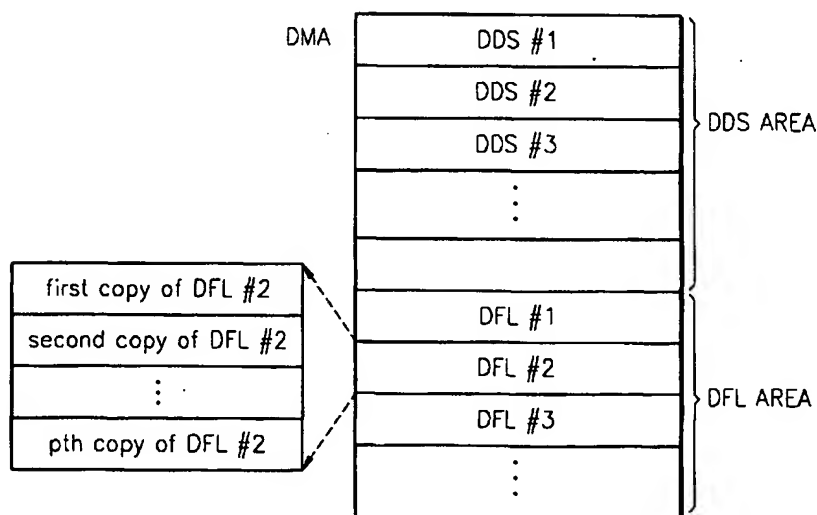 DMA
DDS #1
DDS #2
DDS #3
⋮
DDS AREA
first copy of DFL #2
second copy of DFL #2
⋮
pth copy of DFL #2
DFL #1
DFL #2
DFL #3
⋮
DFL AREA